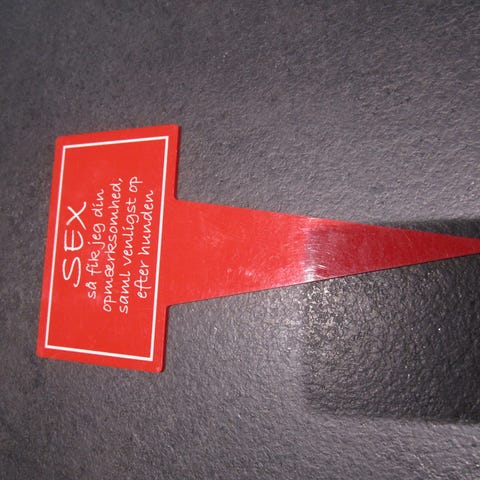 SEX
så fik jeg din
opmærksomhed,
saml venligst op
efter hunden